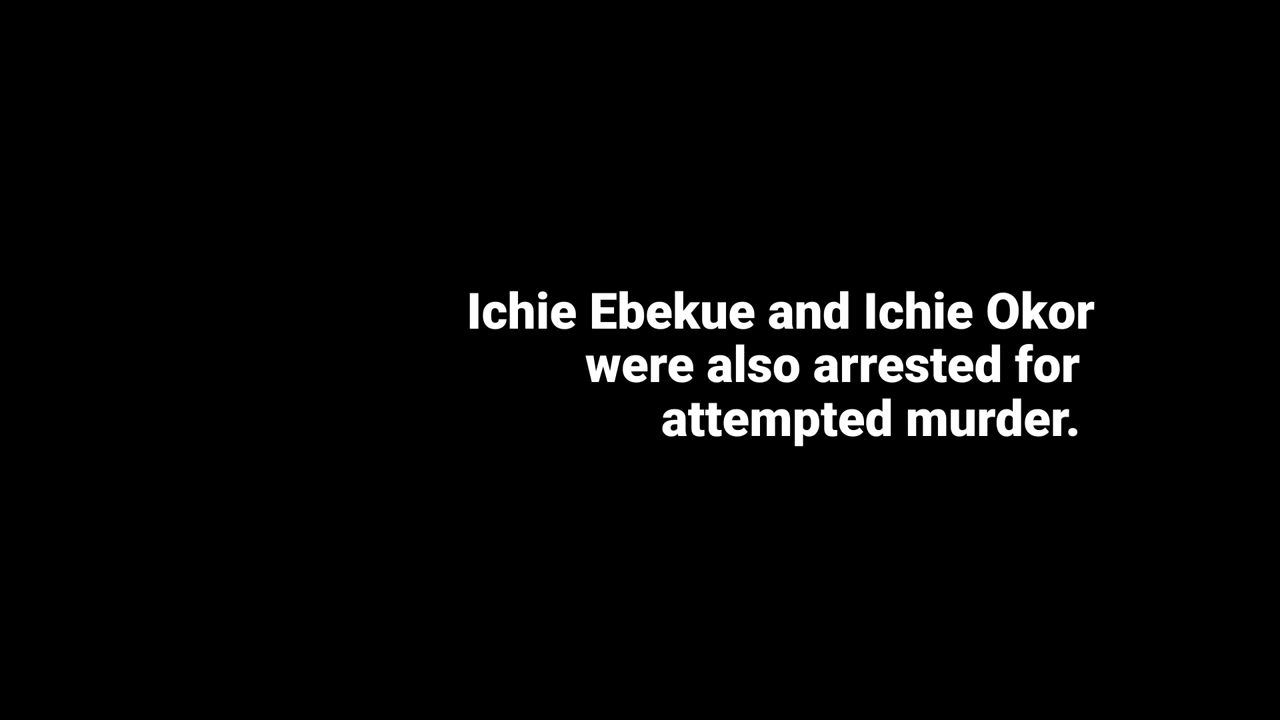 Ichie Ebekue and Ichie Okor
were also arrested for
attempted murder.